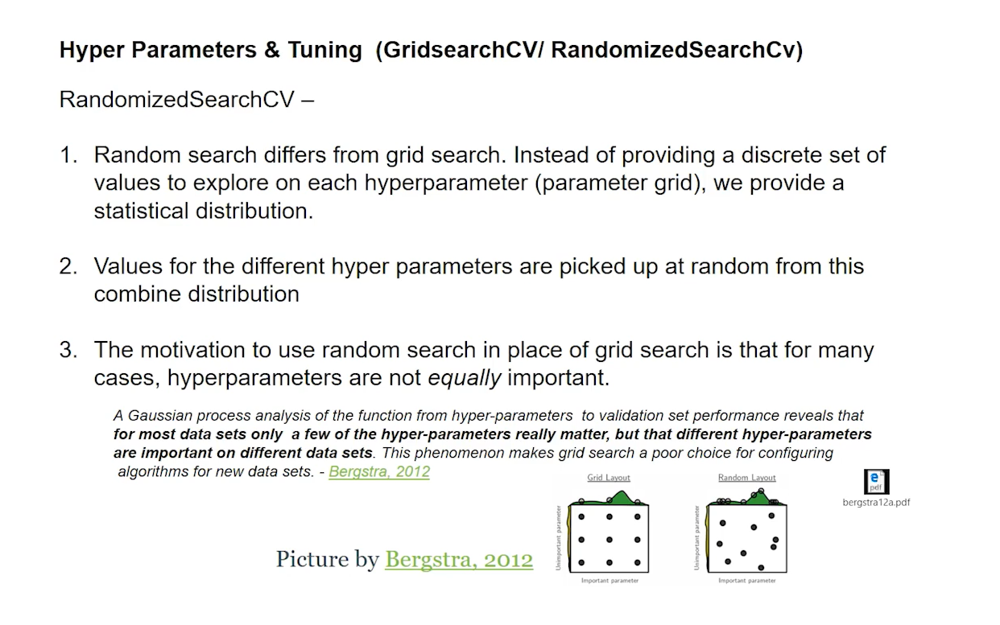 Hyper Parameters & Tuning (GridsearchCV/ RandomizedSearchCv)
RandomizedSearchCV –
1. Random search differs from grid search. Instead of providing a discrete set of
values to explore on each hyperparameter (parameter grid), we provide a
statistical distribution.
2. Values for the different hyper parameters are picked up at random from this
combine distribution
3. The motivation to use random search in place of grid search is that for many
cases, hyperparameters are not equally important.
A Gaussian process analysis of the function from hyper-parameters to validation set performance reveals that
for most data sets only a few of the hyper-parameters really matter, but that different hyper-parameters
are important on different data sets. This phenomenon makes grid search a poor choice for configuring
algorithms for new data sets. - Bergstra, 2012
Picture by Bergstra, 2012
Grid Layout
Unimportant parameter
Important parameter
Random Layout
Unimportant parameter
Important parameter
e
pdf
bergstra12a.pdf